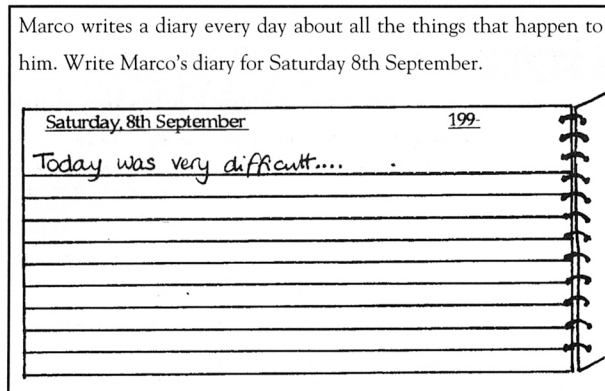 Marco writes a diary every day about all the things that happen to
him. Write Marco's diary for Saturday 8th September.
Saturday, 8th September 199-
Today was very difficult....